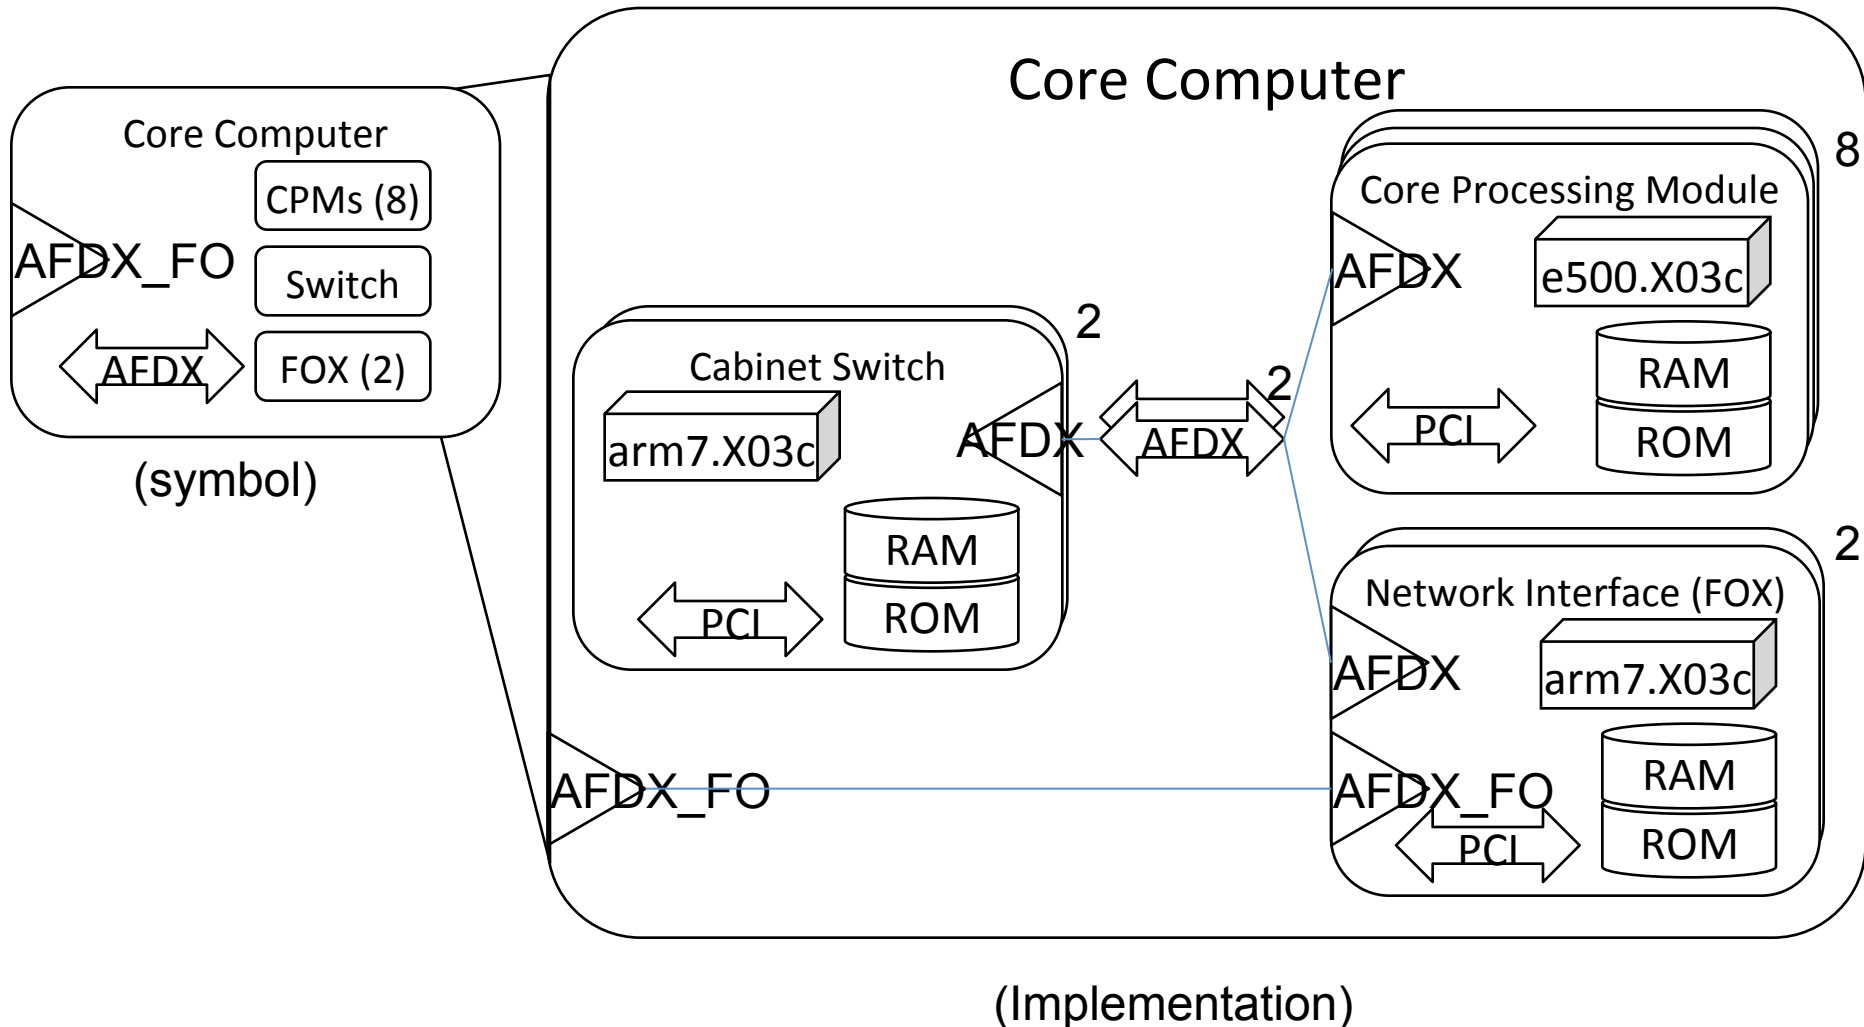 Core Computer
CPMs (8)
AFDX_FO
Switch
AFDX
FOX (2)
(symbol)
Core Computer
8
Core Processing Module
AFDX
e500.X03c
RAM
PCI
ROM
2
Cabinet Switch
arm7.X03c
AFDX
RAM
PCI
ROM
2
AFDX
2
Network Interface (FOX)
AFDX
arm7.X03c
AFDX_FO
AFDX_FO
RAM
PCI
ROM
(Implementation)